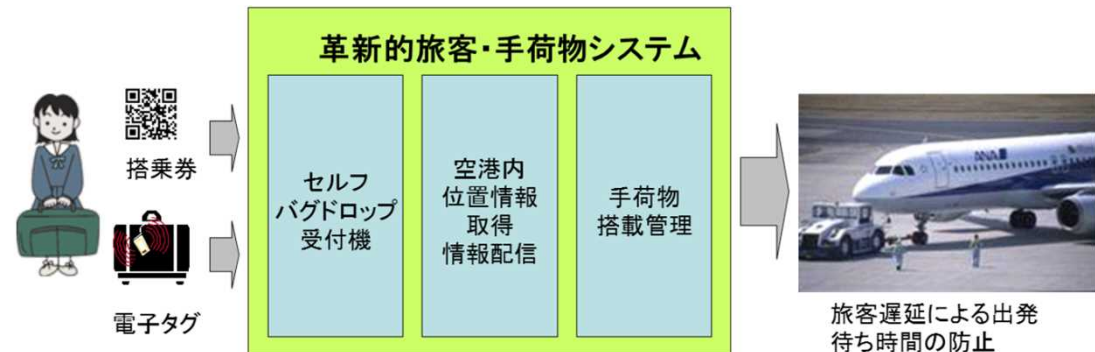 革新的旅客・手荷物システム
搭乗券
電子タグ
セルフ
バグドロップ
受付機
空港内
位置情報
取得
情報配信
手荷物
搭載管理
ANA
旅客遅延による出発
待ち時間の防止